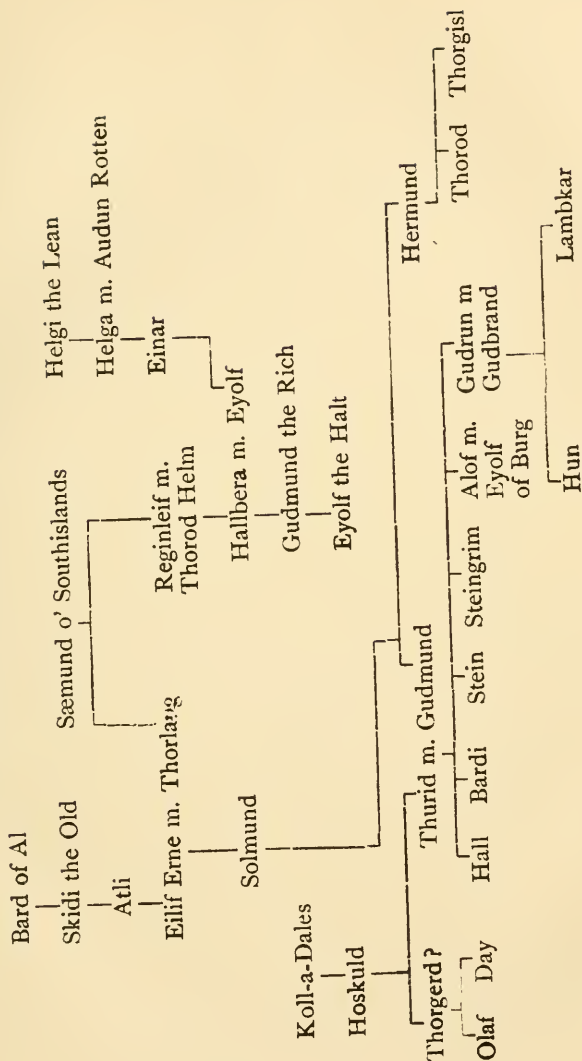 Bard of Al
Skidi the Old
Atli
Eilif Erne m. Thorlaug
Sæmund o' Southislands
Reginleif m.
Thorod Helm
Hallbera m. Eyolf
Gudmund the Rich
Eyolf the Halt
Helgi the Lean
Helga m. Audun Rotten
Einar
Solmund
Koll-a-Dales
Hoskuld
Thorgerd?
Olaf Day
Thurid m. Gudmund
Hermund
Thorod Thorgisl
Hall Bardi Stein Steingrim
Alof m.
Eyolf
of Burg
Gudrun m
Gudbrand
Hun Lambkar